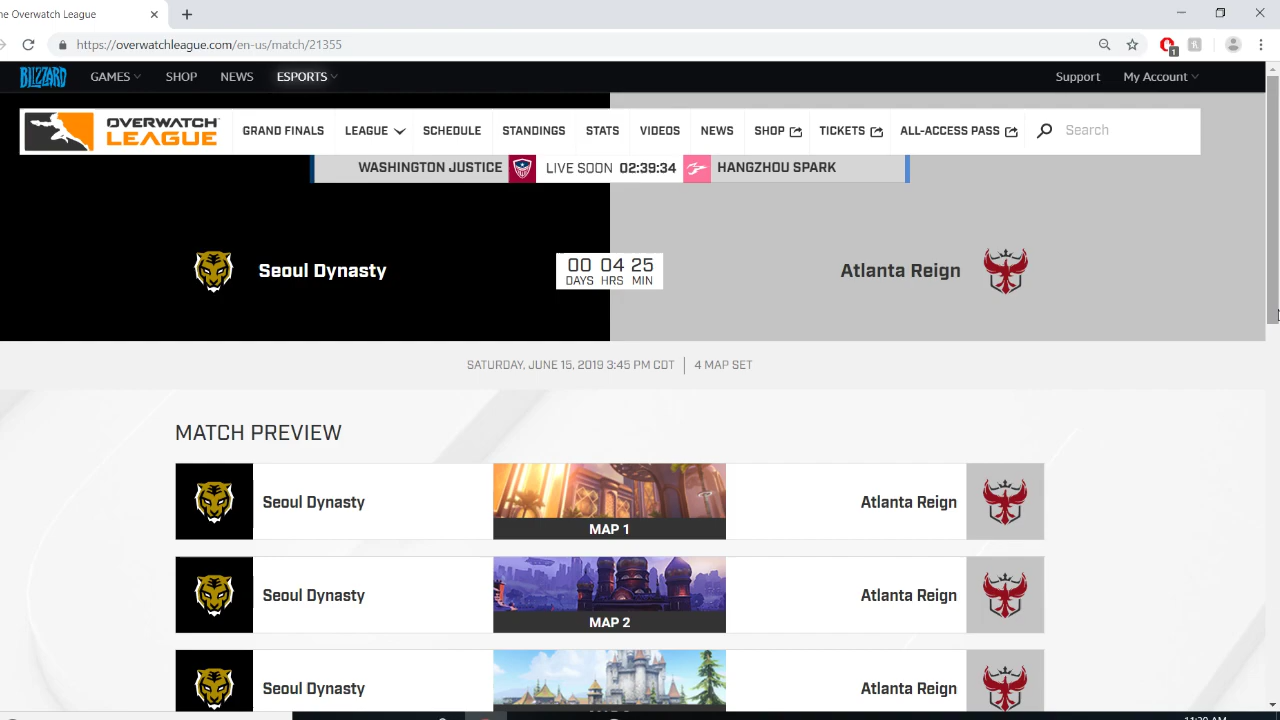 he Overwatch League
https://overwatchleague.com/en-us/match/21355
1
BLIZZARD GAMES SHOP NEWS ESPORTS Support My Account
OVERWATCH LEAGUE GRAND FINALS LEAGUE SCHEDULE STANDINGS STATS VIDEOS NEWS SHOP TICKETS ALL-ACCESS PASS Search
WASHINGTON JUSTICE LIVE SOON 02:39:34 HANGZHOU SPARK
Seoul Dynasty 00 04 25 Atlanta Reign
DAYS HRS MIN
SATURDAY, JUNE 15, 2019 3:45 PM CDT 4 MAP SET
MATCH PREVIEW
Seoul Dynasty Atlanta Reign
MAP 1
Seoul Dynasty Atlanta Reign
MAP 2
Seoul Dynasty Atlanta Reign